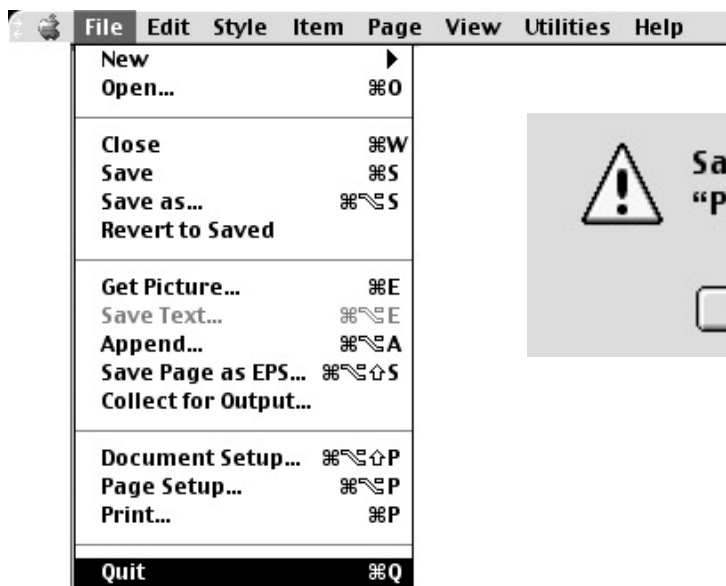 File Edit Style Item Page View Utilities Help
New
Open... ⌘O
Close ⌘W
Save ⌘S
Save as... ⌘⌥S
Revert to Saved
Get Picture... ⌘E
Save Text... ⌘⌥E
Append... ⌘⌥A
Save Page as EPS... ⌘⌥⇧S
Collect for Output...
Document Setup... ⌘⌥⇧P
Page Setup... ⌘⌥P
Print... ⌘P
Quit ⌘Q
Sa
“P